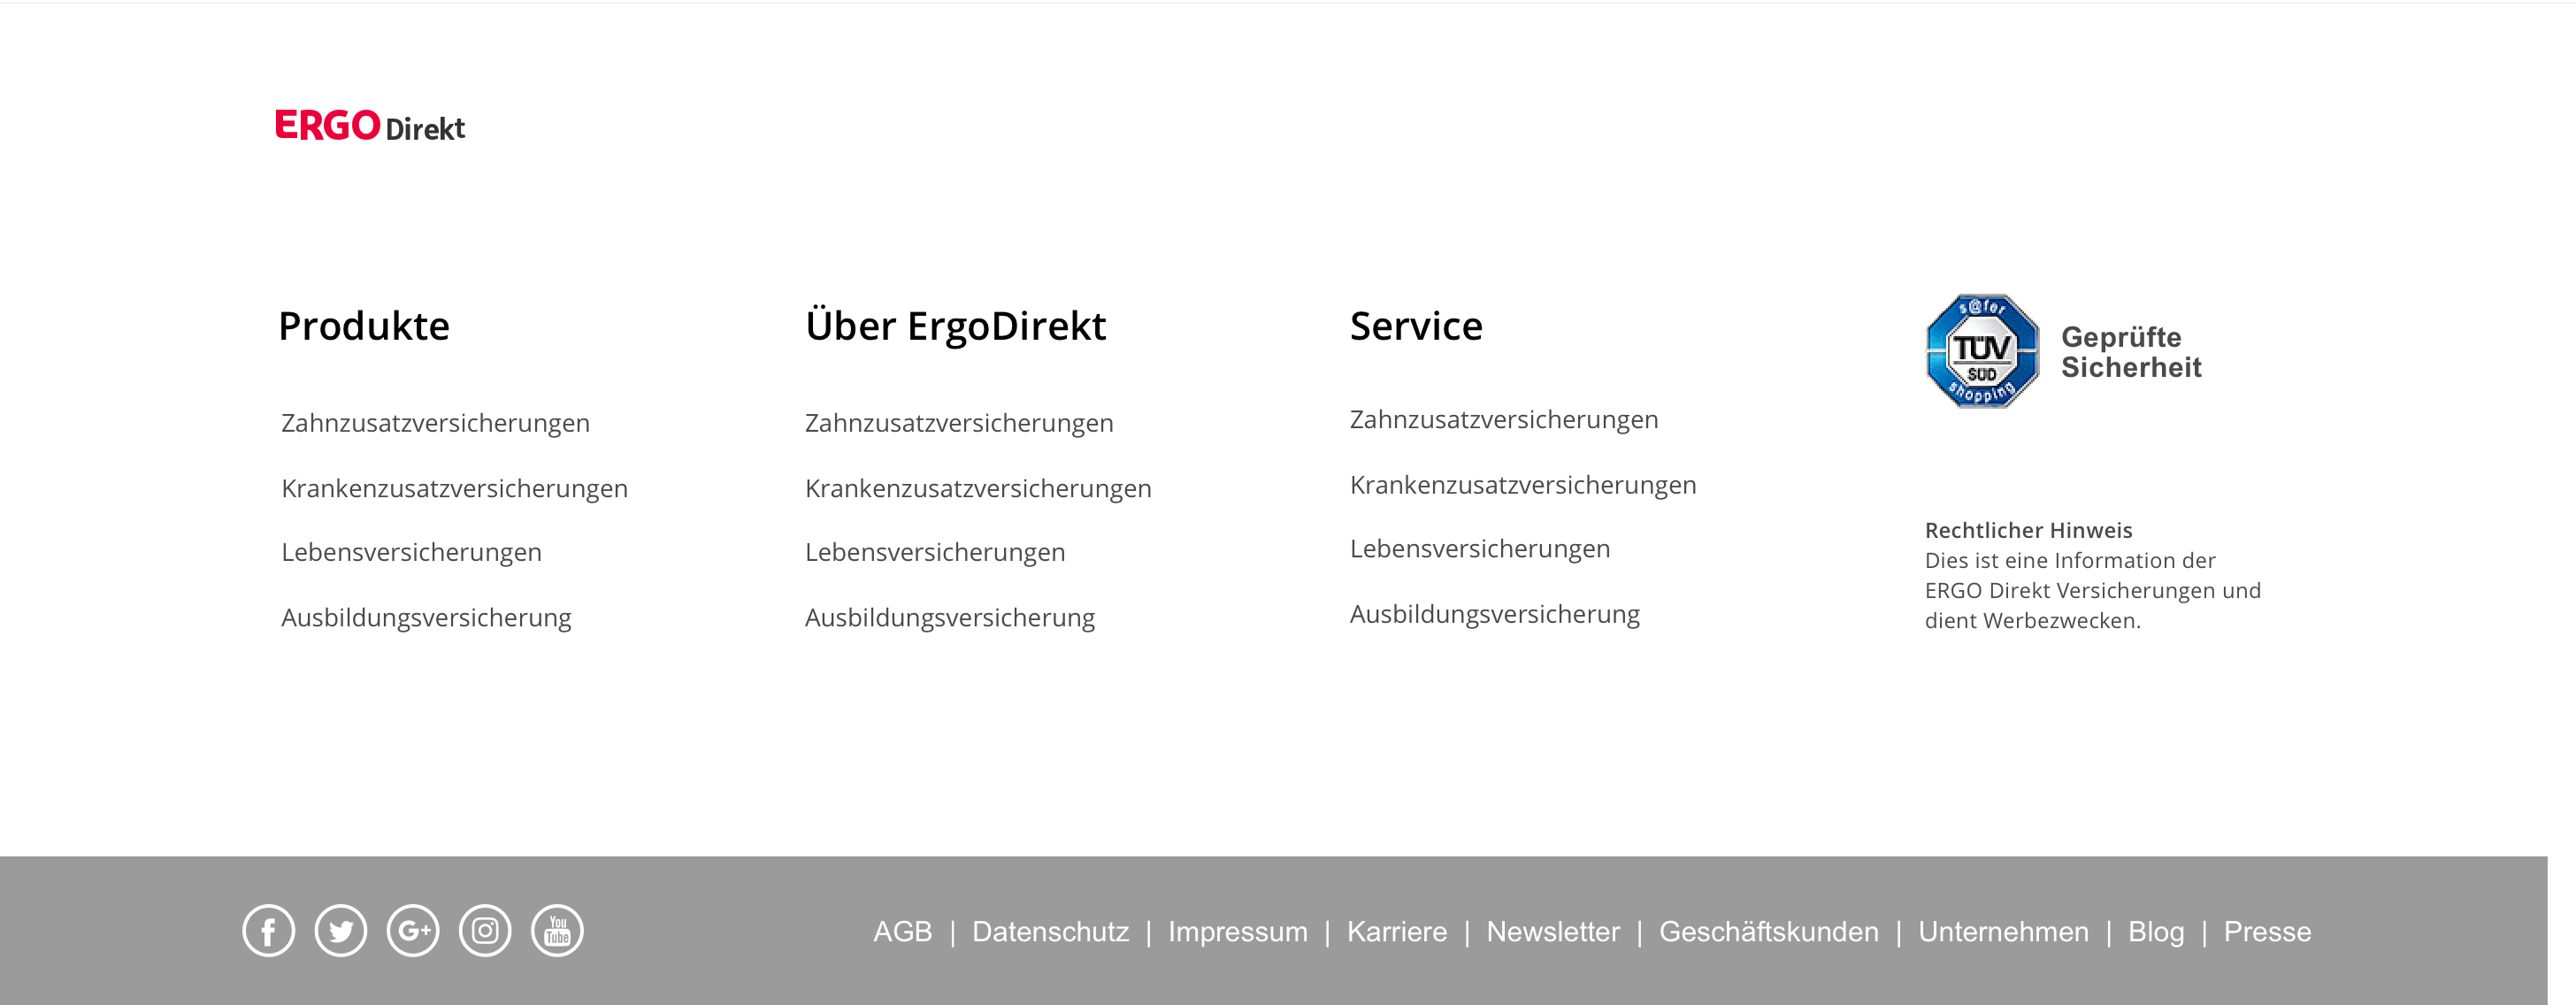 ERGO Direkt
Produkte
Zahnzusatzversicherungen
Krankenzusatzversicherungen
Lebensversicherungen
Ausbildungsversicherung
Über ErgoDirekt
Zahnzusatzversicherungen
Krankenzusatzversicherungen
Lebensversicherungen
Ausbildungsversicherung
Service
Zahnzusatzversicherungen
Krankenzusatzversicherungen
Lebensversicherungen
Ausbildungsversicherung
s@fer
TÜV
SÜD
shopping
Geprüfte
Sicherheit
Rechtlicher Hinweis
Dies ist eine Information der
ERGO Direkt Versicherungen und
dient Werbezwecken.
f
G+
You
Tube
AGB | Datenschutz | Impressum | Karriere | Newsletter | Geschäftskunden | Unternehmen | Blog | Presse